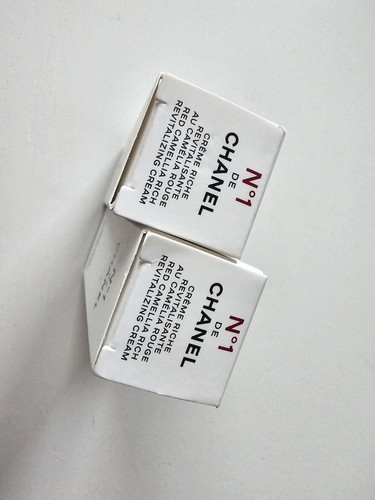 N°1
DE
CHANEL
CRÈME RICHE
REVITALISANTE
AU CAMÉLIA ROUGE
RED CAMELLIA RICH
REVITALIZING CREAM
N°1
DE
CHANEL
CRÈME RICHE
REVITALISANTE
AU CAMÉLIA ROUGE
RED CAMELLIA RICH
REVITALIZING CREAM